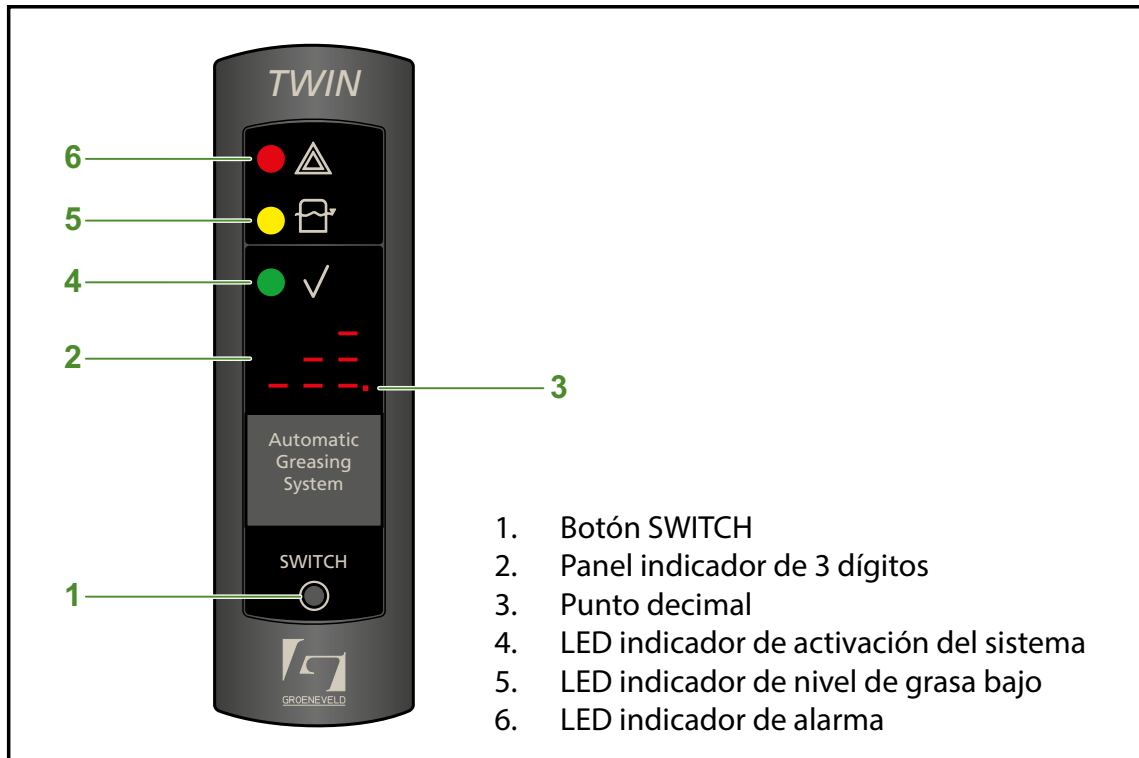 TWIN
6
5
4
2
3
Automatic
Greasing
System
SWITCH
1
GROENEVELD
1. Botón SWITCH
2. Panel indicador de 3 dígitos
3. Punto decimal
4. LED indicador de activación del sistema
5. LED indicador de nivel de grasa bajo
6. LED indicador de alarma